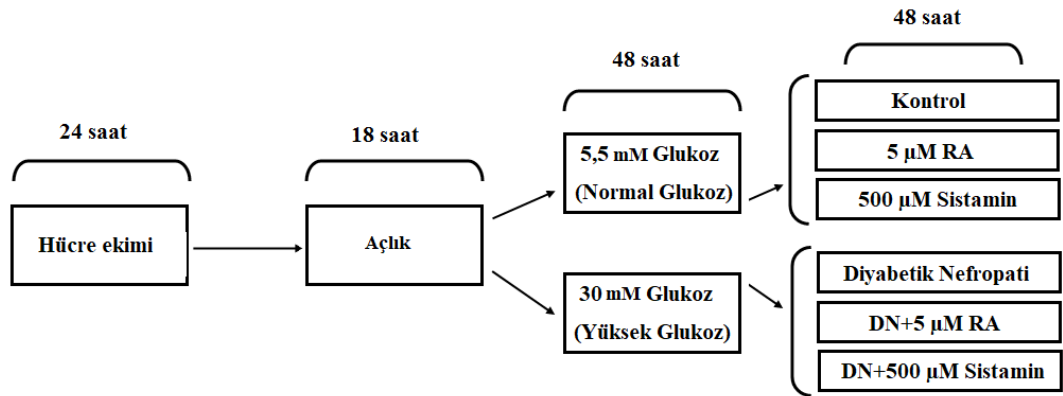 24 saat
Hücre ekimi
18 saat
Açlık
48 saat
5,5 mM Glukoz
(Normal Glukoz)
30 mM Glukoz
(Yüksek Glukoz)
48 saat
Kontrol
5 µM RA
500 µM Sistamin
Diyabetik Nefropati
DN+5 µM RA
DN+500 µM Sistamin